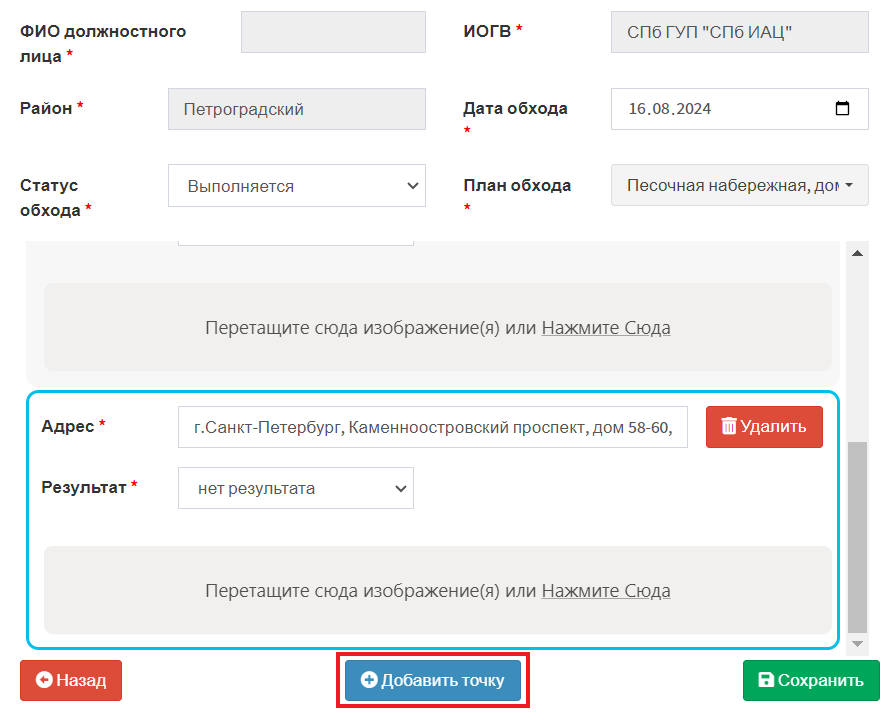 ФИО должностного
лица *
ИОГВ *
СПб ГУП "СПб ИАЦ"
Район *
Петроградский
Дата обхода
*
16.08.2024
Статус
обхода *
Выполняется
План обхода
*
Песочная набережная, дом
Перетащите сюда изображение(я) или Нажмите Сюда
Адрес *
г.Санкт-Петербург, Каменноостровский проспект, дом 58-60,
Удалить
Результат *
нет результата
Перетащите сюда изображение(я) или Нажмите Сюда
Назад
Добавить точку
Сохранить